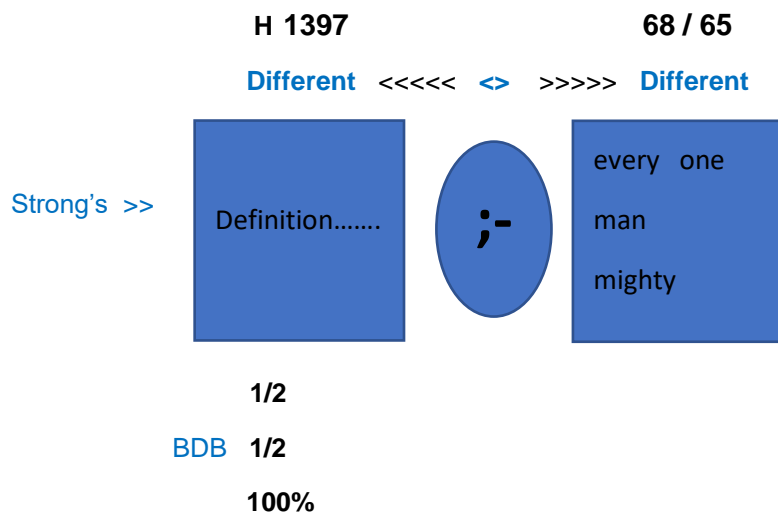 H 1397 68 / 65
Different <<<<< <> >>>>> Different
every one
Strong's >>
Definition.......
;-
man
mighty
1/2
BDB 1/2
100%